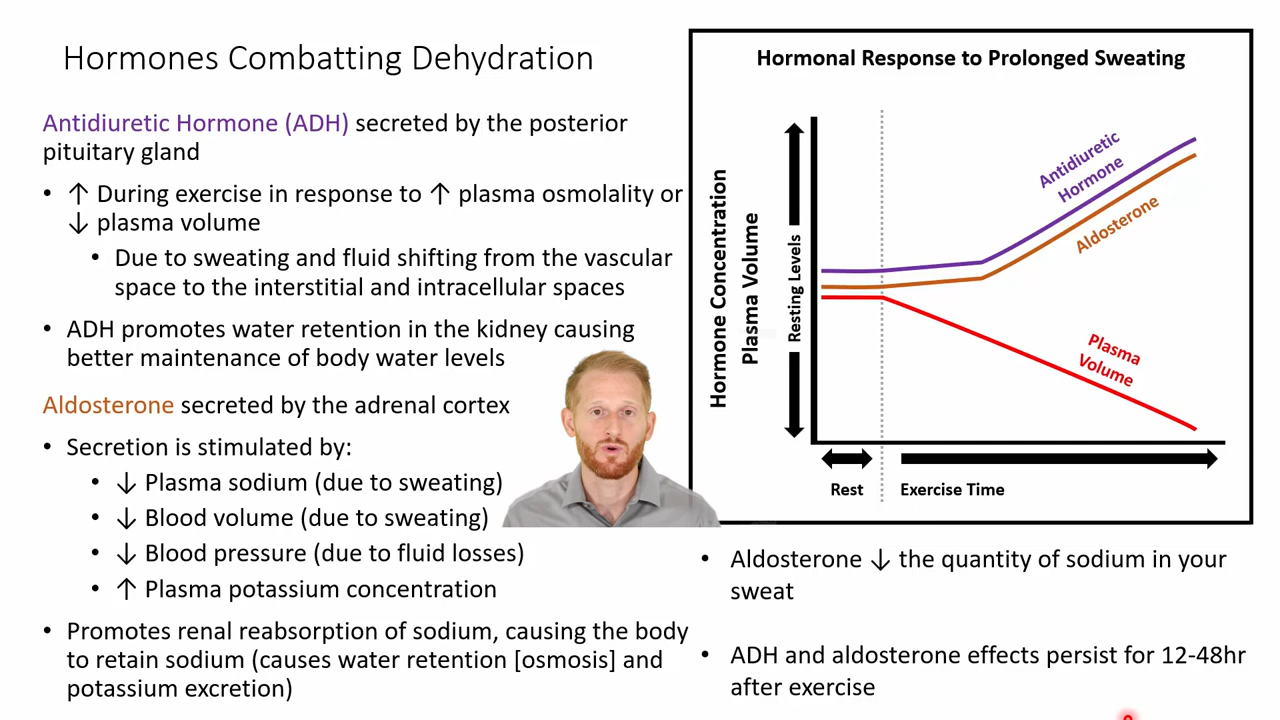 Hormones Combatting Dehydration
Antidiuretic Hormone (ADH) secreted by the posterior
pituitary gland
• ↑ During exercise in response to ↑ plasma osmolality or
↓ plasma volume
• Due to sweating and fluid shifting from the vascular
space to the interstitial and intracellular spaces
• ADH promotes water retention in the kidney causing
better maintenance of body water levels
Aldosterone secreted by the adrenal cortex
• Secretion is stimulated by:
• ↓ Plasma sodium (due to sweating)
• ↓ Blood volume (due to sweating)
• ↓ Blood pressure (due to fluid losses)
• ↑ Plasma potassium concentration
• Promotes renal reabsorption of sodium, causing the body
to retain sodium (causes water retention [osmosis] and
potassium excretion)
Hormonal Response to Prolonged Sweating
Hormone Concentration
Plasma Volume
Resting Levels
Antidiuretic
Hormone
Aldosterone
Plasma
Volume
Rest
Exercise Time
• Aldosterone ↓ the quantity of sodium in your
sweat
• ADH and aldosterone effects persist for 12-48hr
after exercise